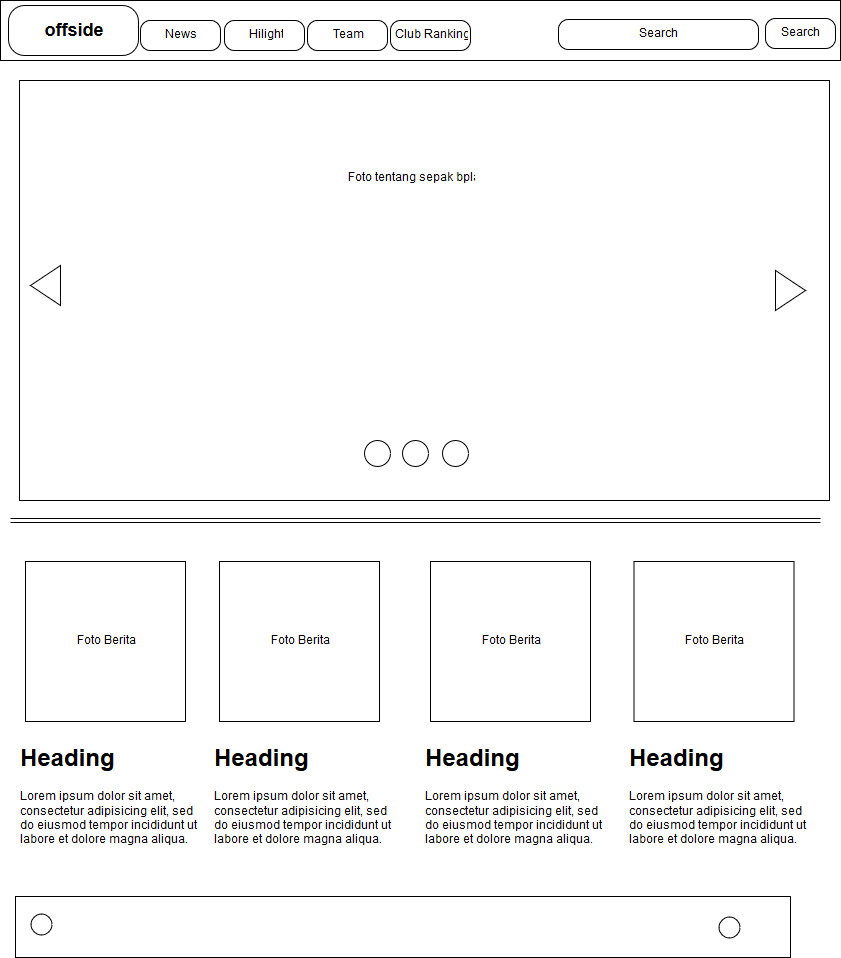 offside
News
Hilight
Team
Club Ranking
Search
Search
Foto tentang sepak bpla
Foto Berita
Foto Berita
Foto Berita
Foto Berita
Heading
Heading
Heading
Heading
Lorem ipsum dolor sit amet,
consectetur adipisicing elit, sed
do eiusmod tempor incididunt ut
labore et dolore magna aliqua.
Lorem ipsum dolor sit amet,
consectetur adipisicing elit, sed
do eiusmod tempor incididunt ut
labore et dolore magna aliqua.
Lorem ipsum dolor sit amet,
consectetur adipisicing elit, sed
do eiusmod tempor incididunt ut
labore et dolore magna aliqua.
Lorem ipsum dolor sit amet,
consectetur adipisicing elit, sed
do eiusmod tempor incididunt ut
labore et dolore magna aliqua.